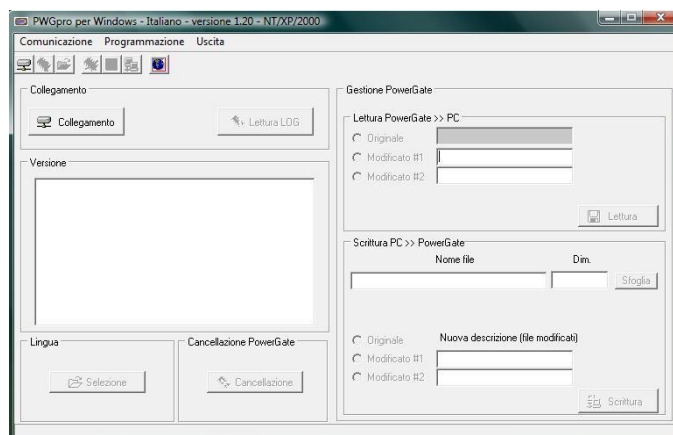 PWGpro per Windows - Italiano - versione 1.20 - NT/XP/2000
Comunicazione Programmazione Uscita
Collegamento
Collegamento
Lettura LOG
Versione
Lingua
Selezione
Cancellazione PowerGate
Cancellazione
Gestione PowerGate
Lettura PowerGate >> PC
Originale
Modificato #1
Modificato #2
Lettura
Scrittura PC >> PowerGate
Nome file Dim.
Sfoglia
Nuova descrizione (file modificati)
Originale
Modificato #1
Modificato #2
Scrittura